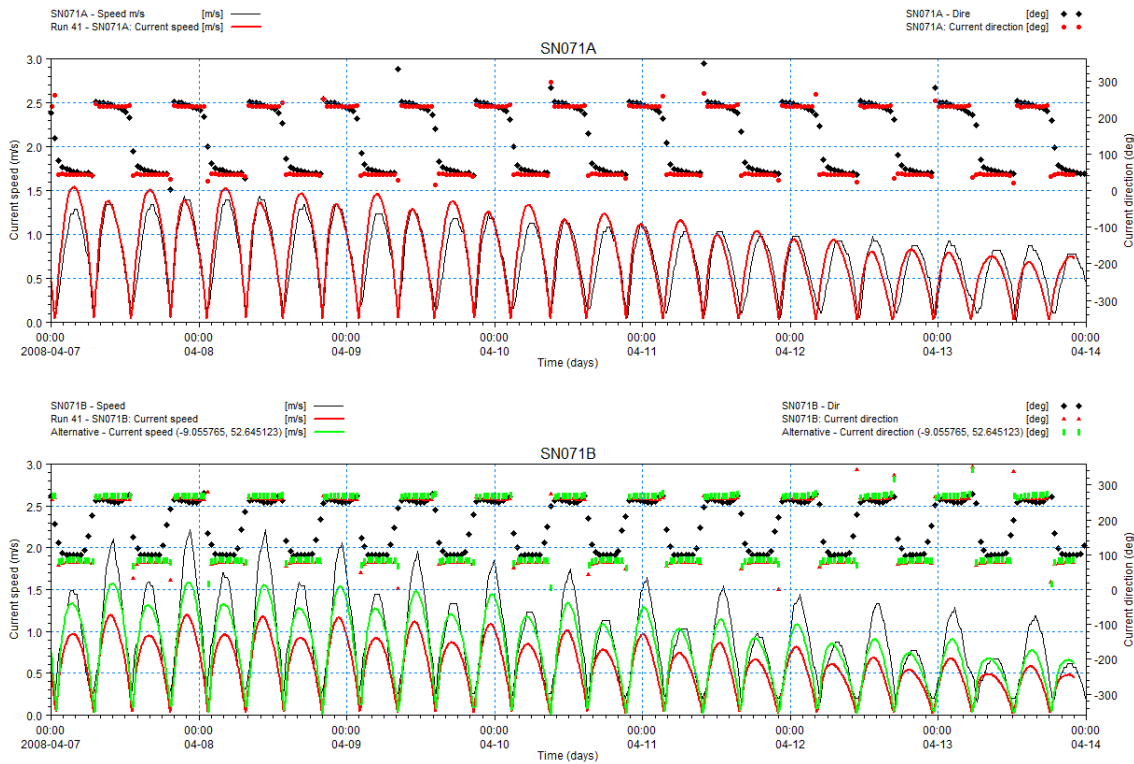 SN071A - Speed m/s [m/s]
Run 41 - SN071A: Current speed [m/s]
SN071A - Dire [deg]
SN071A: Current direction [deg]
SN071A
3.0
2.5
2.0
1.5
1.0
0.5
0.0
Current speed (m/s)
300
200
100
0
-100
-200
-300
Current direction (deg)
00:00 00:00 00:00 00:00 00:00 00:00 00:00 00:00
2008-04-07 04-08 04-09 04-10 04-11 04-12 04-13 04-14
Time (days)
SN071B - Speed [m/s]
Run 41 - SN071B: Current speed [m/s]
Alternative - Current speed (-9.055765, 52.645123) [m/s]
SN071B - Dir [deg]
SN071B: Current direction [deg]
Alternative - Current direction (-9.055765, 52.645123) [deg]
SN071B
3.0
2.5
2.0
1.5
1.0
0.5
0.0
Current speed (m/s)
300
200
100
0
-100
-200
-300
Current direction (deg)
00:00 00:00 00:00 00:00 00:00 00:00 00:00 00:00
2008-04-07 04-08 04-09 04-10 04-11 04-12 04-13 04-14
Time (days)